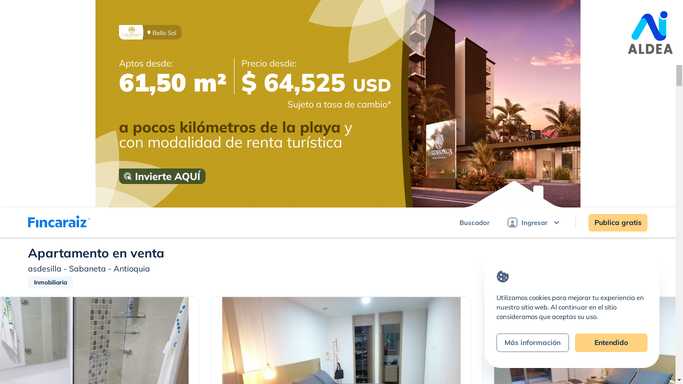 Bello Sol
Aptos desde:
61,50 m²
Precio desde:
$ 64,525 USD
Sujeto a tasa de cambio*
a pocos kilómetros de la playa y
con modalidad de renta turística
Invierte AQUÍ
ALDEA
Fincaraiz
Buscador
Ingresar
Publica gratis
Apartamento en venta
asdesilla - Sabaneta - Antioquia
Inmobiliaria
Utilizamos cookies para mejorar tu experiencia en
nuestro sitio web. Al continuar en el sitio
consideramos que aceptas su uso.
Más información
Entendido